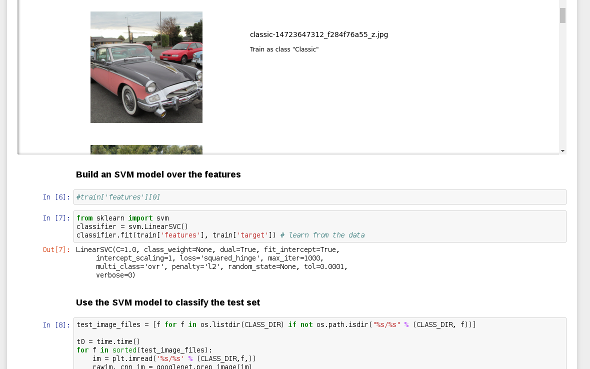 classic-14723647312_f284f76a55_z.jpg
Train as class "Classic"
Build an SVM model over the features
In [6]: #train['features'][0]
In [7]: from sklearn import svm
classifier = svm.LinearSVC()
classifier.fit(train['features'], train['target']) # learn from the data
Out[7]: LinearSVC(C=1.0, class_weight=None, dual=True, fit_intercept=True,
intercept_scaling=1, loss='squared_hinge', max_iter=1000,
multi_class='ovr', penalty='l2', random_state=None, tol=0.0001,
verbose=0)
Use the SVM model to classify the test set
In [8]: test_image_files = [f for f in os.listdir(CLASS_DIR) if not os.path.isdir("%s/%s" % (CLASS_DIR, f))]
t0 = time.time()
for f in sorted(test_image_files):
im = plt.imread('%s/%s' % (CLASS_DIR,f,))
rawim, cnn_im = googlenet.prep_image(im)